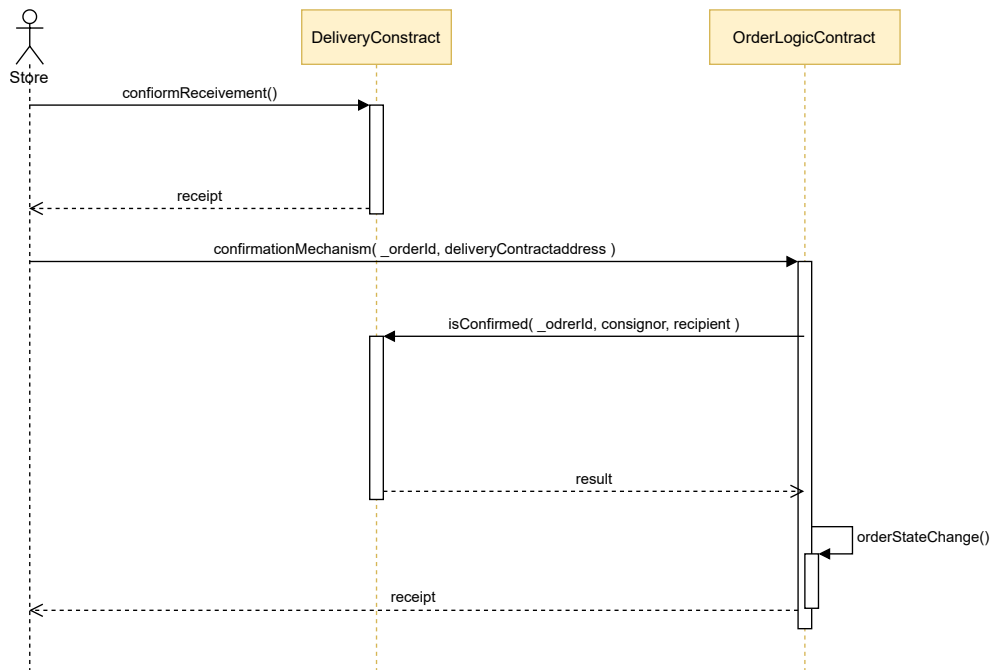 DeliveryConstract
OrderLogicContract
Store
confiormReceivement()
receipt
confirmationMechanism( _orderId, deliveryContractaddress )
isConfirmed( _odrerId, consignor, recipient )
result
orderStateChange()
receipt